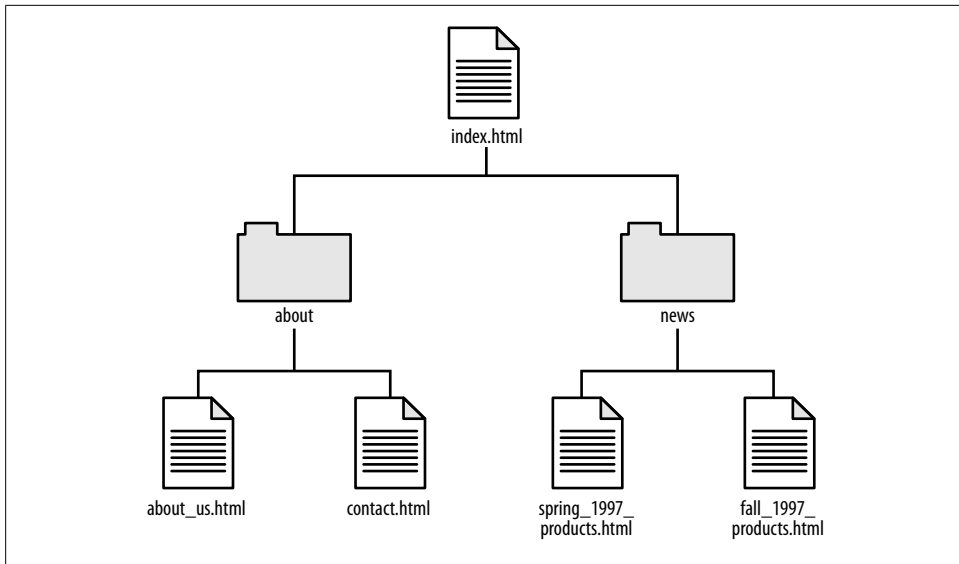 index.html
about
news
about_us.html
contact.html
spring_1997_
products.html
fall_1997_
products.html